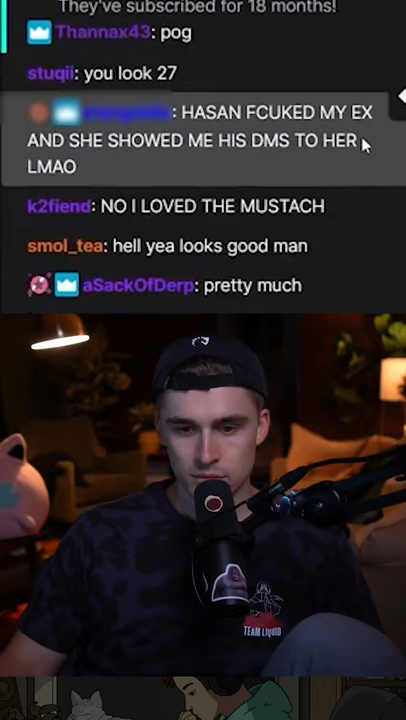 They've subscribed for 18 months!
Thannax43: pog
stuqii: you look 27
: HASAN FCUKED MY EX
AND SHE SHOWED ME HIS DMS TO HER
LMAO
k2fiend: NO I LOVED THE MUSTACH
smol_tea: hell yea looks good man
aSackOfDerp: pretty much
TEAM LIQUID